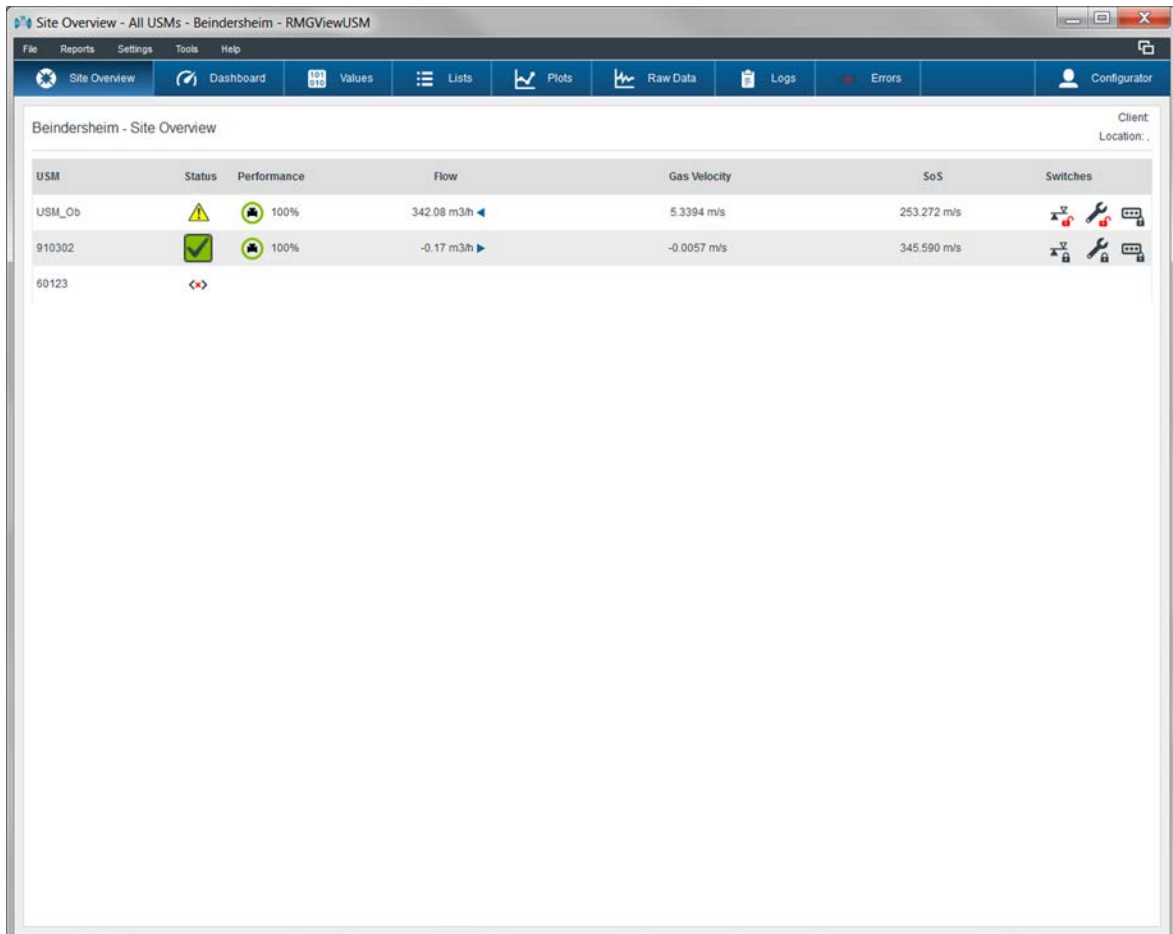 Site Overview - All USMs - Beindersheim - RMGViewUSM
File Reports Settings Tools Help
Site Overview Dashboard 101 010 Values Lists Plots Raw Data Logs Errors Configurator
Client:
Beindersheim - Site Overview
Location: ,
USM Status Performance Flow Gas Velocity SoS Switches
USM_Ob 100% 342.08 m3/h 5.3394 m/s 253.272 m/s
910302 100% -0.17 m3/h -0.0057 m/s 345.590 m/s
60123